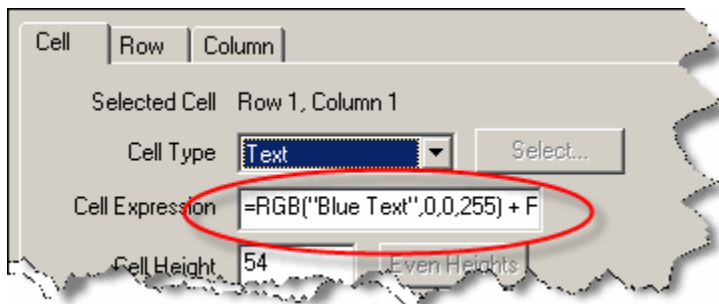 Cell Row Column
Selected Cell Row 1, Column 1
Cell Type Text Select...
Cell Expression =RGB("Blue Text",0,0,255) + F
Cell Height 54 Even Heights